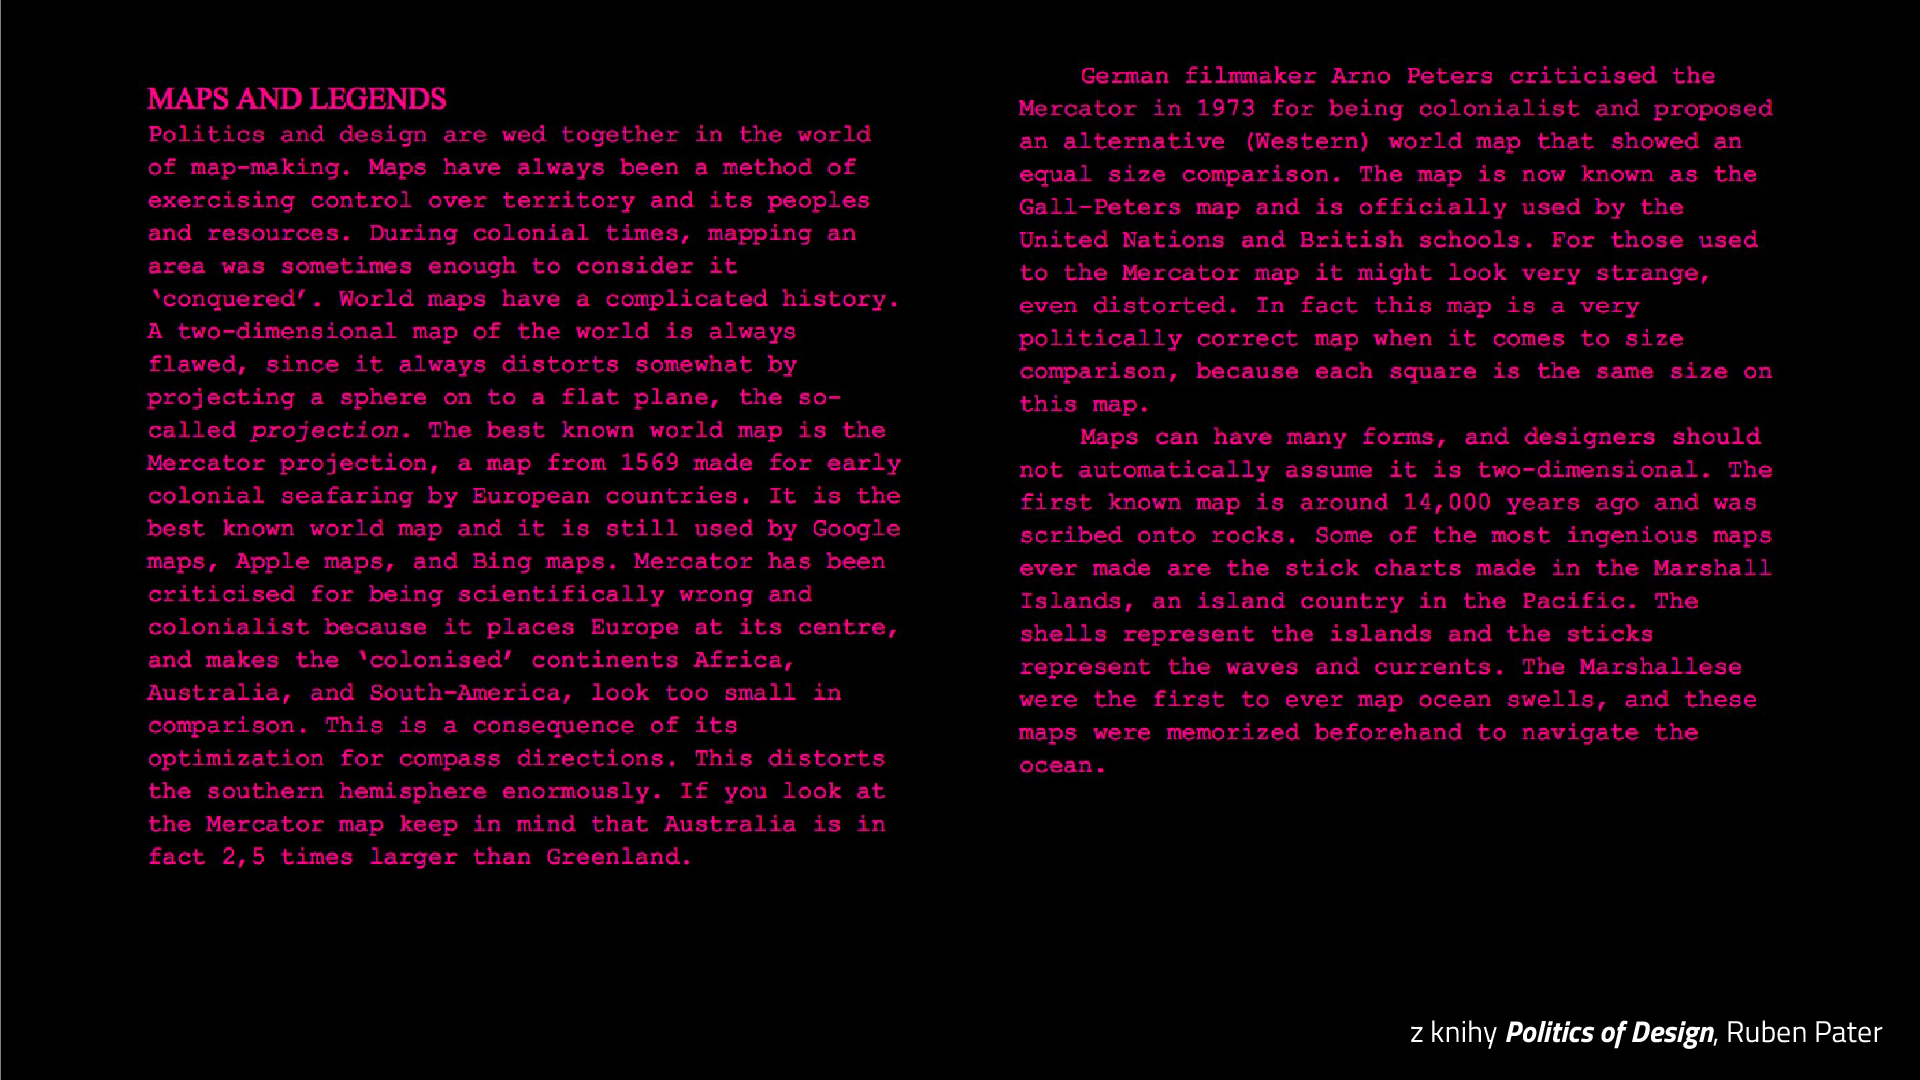 MAPS AND LEGENDS
Politics and design are wed together in the world
of map-making. Maps have always been a method of
exercising control over territory and its peoples
and resources. During colonial times, mapping an
area was sometimes enough to consider it
‘conquered’. World maps have a complicated history.
A two-dimensional map of the world is always
flawed, since it always distorts somewhat by
projecting a sphere on to a flat plane, the so-
called projection. The best known world map is the
Mercator projection, a map from 1569 made for early
colonial seafaring by European countries. It is the
best known world map and it is still used by Google
maps, Apple maps, and Bing maps. Mercator has been
criticised for being scientifically wrong and
colonialist because it places Europe at its centre,
and makes the ‘colonised’ continents Africa,
Australia, and South-America, look too small in
comparison. This is a consequence of its
optimization for compass directions. This distorts
the southern hemisphere enormously. If you look at
the Mercator map keep in mind that Australia is in
fact 2,5 times larger than Greenland.
German filmmaker Arno Peters criticised the
Mercator in 1973 for being colonialist and proposed
an alternative (Western) world map that showed an
equal size comparison. The map is now known as the
Gall-Peters map and is officially used by the
United Nations and British schools. For those used
to the Mercator map it might look very strange,
even distorted. In fact this map is a very
politically correct map when it comes to size
comparison, because each square is the same size on
this map.
Maps can have many forms, and designers should
not automatically assume it is two-dimensional. The
first known map is around 14,000 years ago and was
scribed onto rocks. Some of the most ingenious maps
ever made are the stick charts made in the Marshall
Islands, an island country in the Pacific. The
shells represent the islands and the sticks
represent the waves and currents. The Marshallese
were the first to ever map ocean swells, and these
maps were memorized beforehand to navigate the
ocean.
z knihy Politics of Design, Ruben Pater